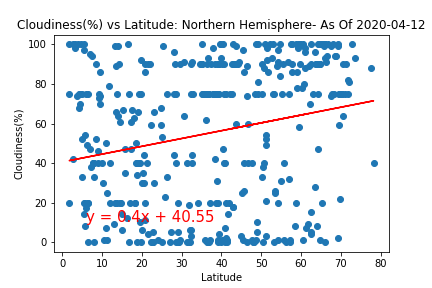 Cloudiness(%) vs Latitude: Northern Hemisphere- As Of 2020-04-12
100
80
60
40
20
0
Cloudiness(%)
y = 0.4x + 40.55
0 10 20 30 40 50 60 70 80
Latitude